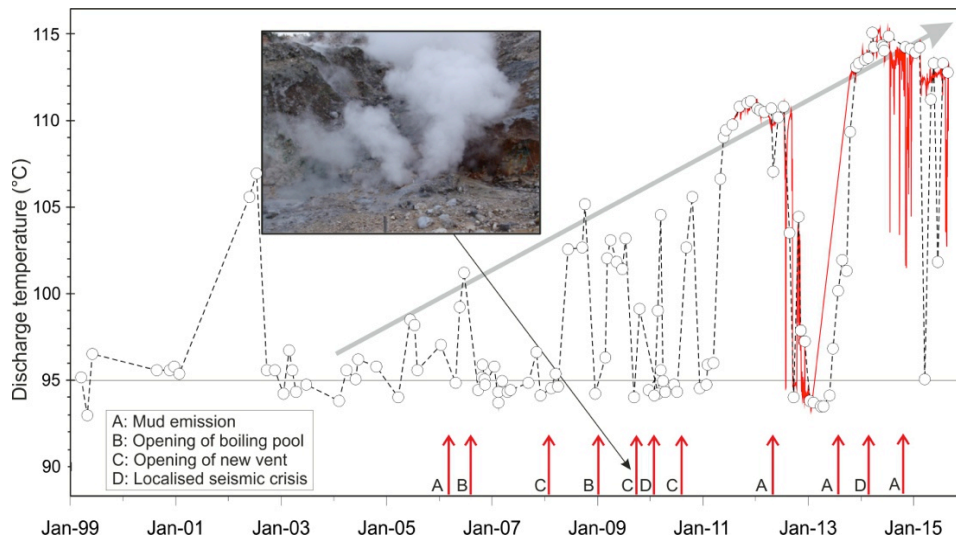 Discharge temperature (°C)
115
110
105
100
95
90
A: Mud emission
B: Opening of boiling pool
C: Opening of new vent
D: Localised seismic crisis
A B C B C D C A A D A
Jan-99 Jan-01 Jan-03 Jan-05 Jan-07 Jan-09 Jan-11 Jan-13 Jan-15